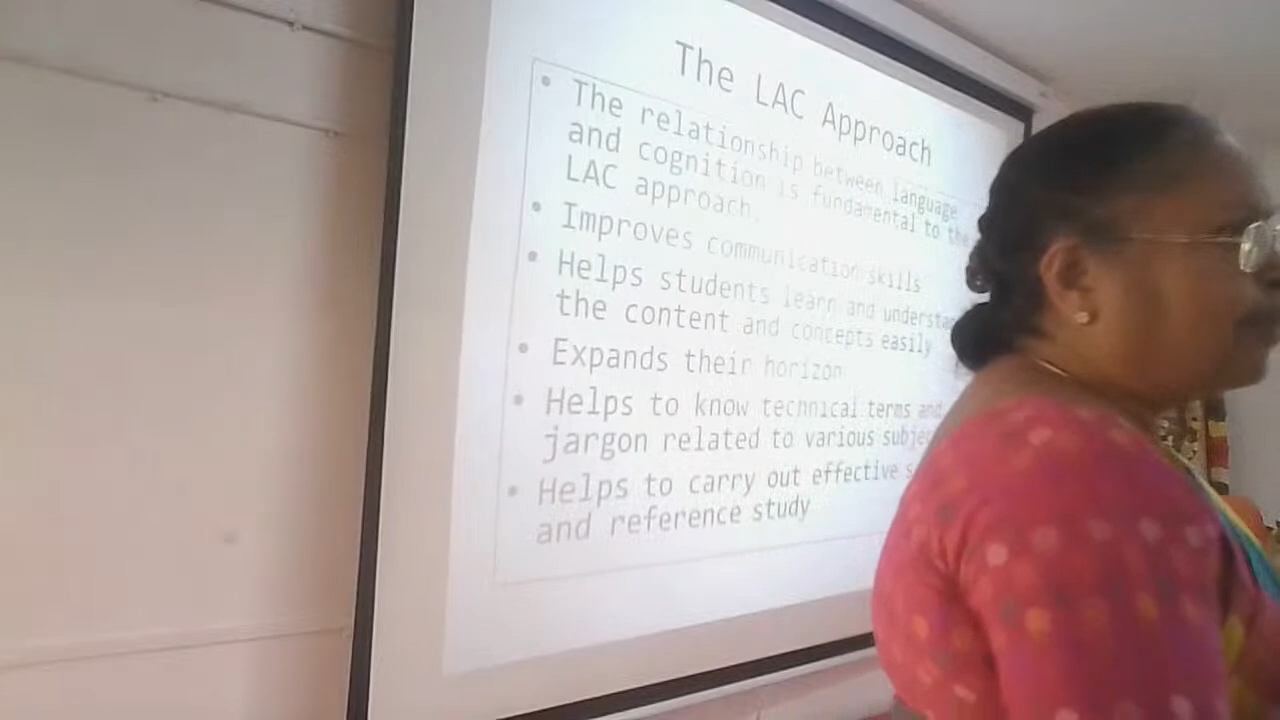 The LAC Approach
• The relationship between language
and cognition is fundamental to the
LAC approach.
• Improves communication skills
• Helps students learn and
the content and concepts easily
• Expands their horizon
• Helps to know technical terms and
jargon related to various
• Helps to carry out effective
and reference study